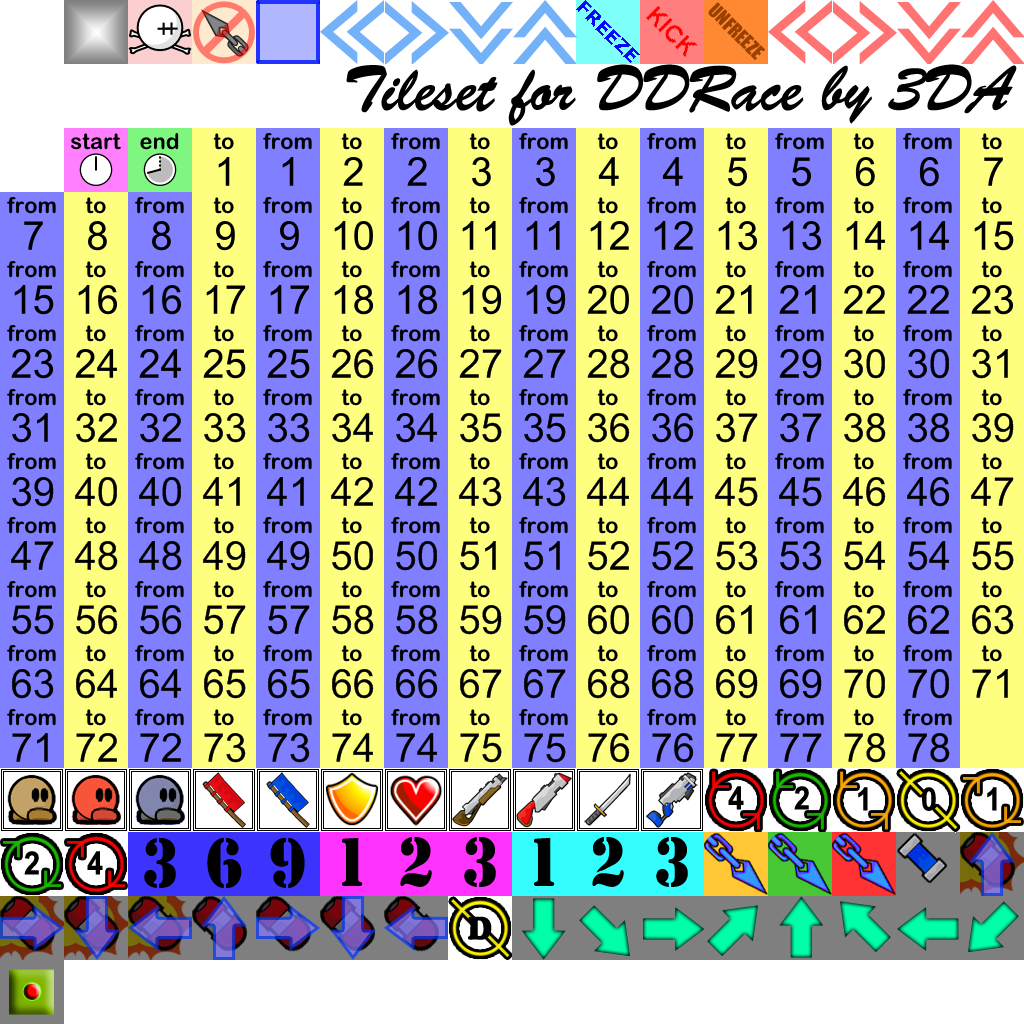 FREEZE KICK UNFREEZE
Tileset for DDRace by 3DA
start end to from to from to from to from to from to from to
1 1 2 2 3 3 4 4 5 5 6 6 7
from to from to from to from to from to from to from to from to
7 8 8 9 9 10 10 11 11 12 12 13 13 14 14 15
from to from to from to from to from to from to from to from to
15 16 16 17 17 18 18 19 19 20 20 21 21 22 22 23
from to from to from to from to from to from to from to from to
23 24 24 25 25 26 26 27 27 28 28 29 29 30 30 31
from to from to from to from to from to from to from to from to
31 32 32 33 33 34 34 35 35 36 36 37 37 38 38 39
from to from to from to from to from to from to from to from to
39 40 40 41 41 42 42 43 43 44 44 45 45 46 46 47
from to from to from to from to from to from to from to from to
47 48 48 49 49 50 50 51 51 52 52 53 53 54 54 55
from to from to from to from to from to from to from to from to
55 56 56 57 57 58 58 59 59 60 60 61 61 62 62 63
from to from to from to from to from to from to from to from to
63 64 64 65 65 66 66 67 67 68 68 69 69 70 70 71
from to from to from to from to from to from to from to from
71 72 72 73 73 74 74 75 75 76 76 77 77 78 78
4 2 1 0 1
2 4 3 6 9 1 2 3 1 2 3
D